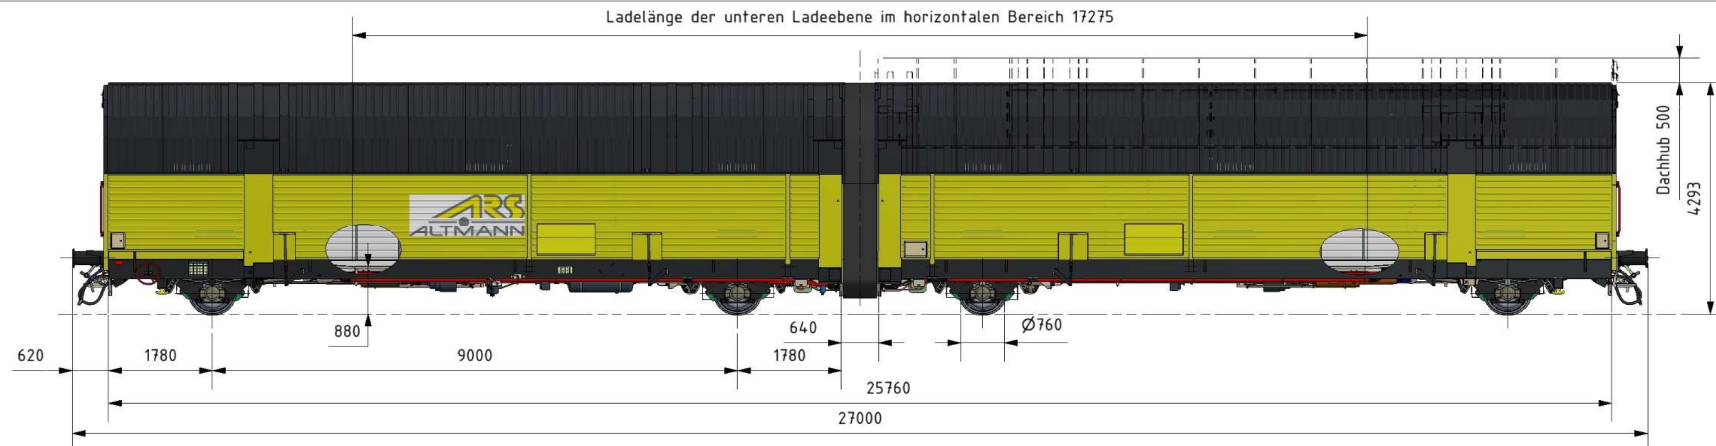 Ladelänge der unteren Ladeebene im horizontalen Bereich 17275
Dachhub 500
4293
ARS
ALTMANN
880
640
Ø760
620
1780
9000
1780
25760
27000